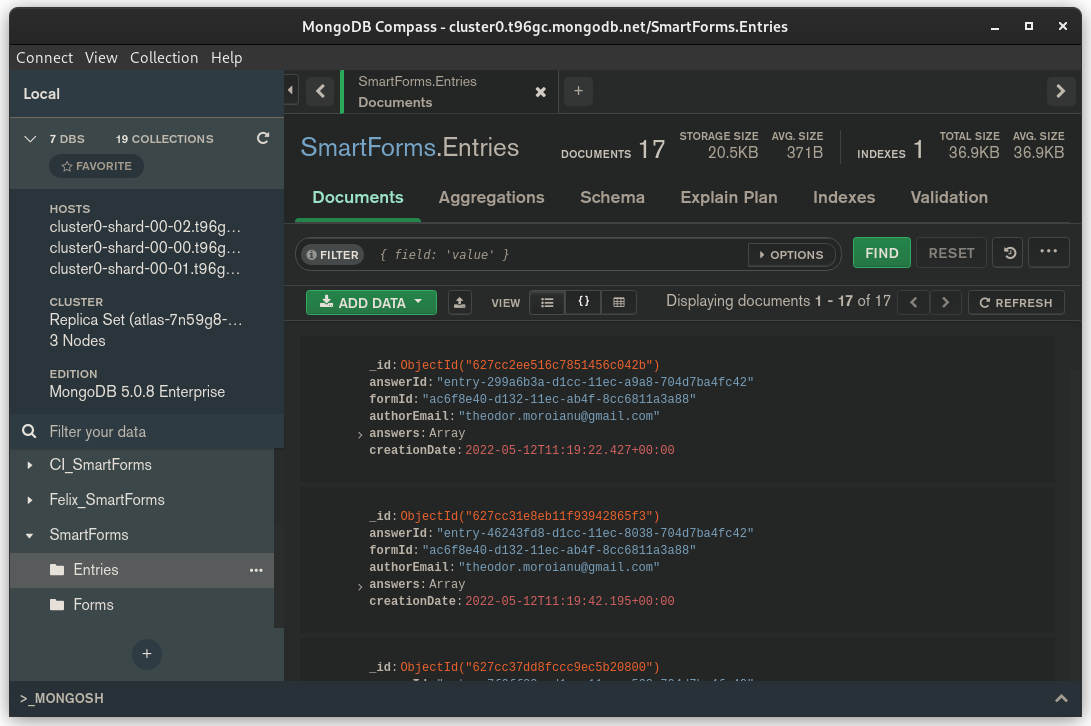 MongoDB Compass - cluster0.t96gc.mongodb.net/SmartForms.Entries
Connect View Collection Help
Local
7 DBS 19 COLLECTIONS
FAVORITE
HOSTS
cluster0-shard-00-02.t96g...
cluster0-shard-00-00.t96g...
cluster0-shard-00-01.t96g...
CLUSTER
Replica Set (atlas-7n59g8-...
3 Nodes
EDITION
MongoDB 5.0.8 Enterprise
Filter your data
CI_SmartForms
Felix_SmartForms
SmartForms
Entries
Forms
+
SmartForms.Entries
Documents
+
SmartForms.Entries
DOCUMENTS 17
STORAGE SIZE
20.5KB
AVG. SIZE
371B
INDEXES 1
TOTAL SIZE
36.9KB
AVG. SIZE
36.9KB
Documents Aggregations Schema Explain Plan Indexes Validation
FILTER { field: 'value' } OPTIONS FIND RESET
ADD DATA VIEW {} Displaying documents 1 - 17 of 17 REFRESH
_id:ObjectId("627cc2ee516c7851456c042b")
answerId:"entry-299a6b3a-d1cc-11ec-a9a8-704d7ba4fc42"
formId:"ac6f8e40-d132-11ec-ab4f-8cc6811a3a88"
authorEmail:"theodor.moroianu@gmail.com"
answers:Array
creationDate:2022-05-12T11:19:22.427+00:00
_id:ObjectId("627cc31e8eb11f93942865f3")
answerId:"entry-46243fd8-d1cc-11ec-8038-704d7ba4fc42"
formId:"ac6f8e40-d132-11ec-ab4f-8cc6811a3a88"
authorEmail:"theodor.moroianu@gmail.com"
answers:Array
creationDate:2022-05-12T11:19:42.195+00:00
_id:ObjectId("627cc37dd8fccc9ec5b20800")
>_MONGOSH